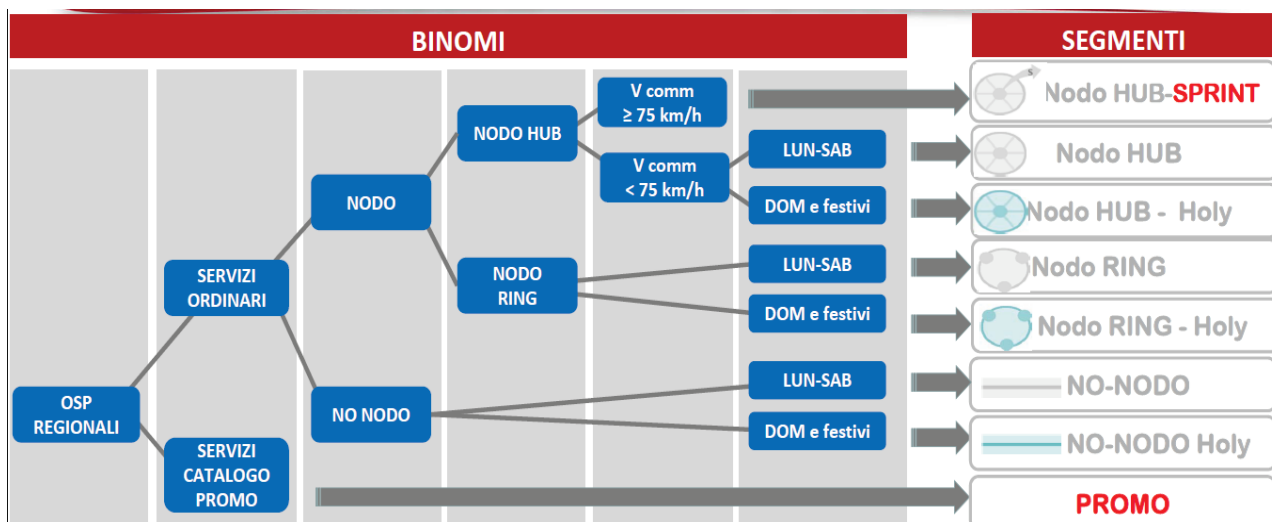 BINOMI
SEGMENTI
V comm
≥ 75 km/h
S
Nodo HUB-SPRINT
NODO HUB
LUN-SAB
Nodo HUB
V comm
< 75 km/h
NODO
DOM e festivi
Nodo HUB - Holy
SERVIZI
ORDINARI
NODO
RING
LUN-SAB
Nodo RING
DOM e festivi
Nodo RING - Holy
LUN-SAB
NO-NODO
OSP
REGIONALI
NO NODO
DOM e festivi
NO-NODO Holy
SERVIZI
CATALOGO
PROMO
PROMO